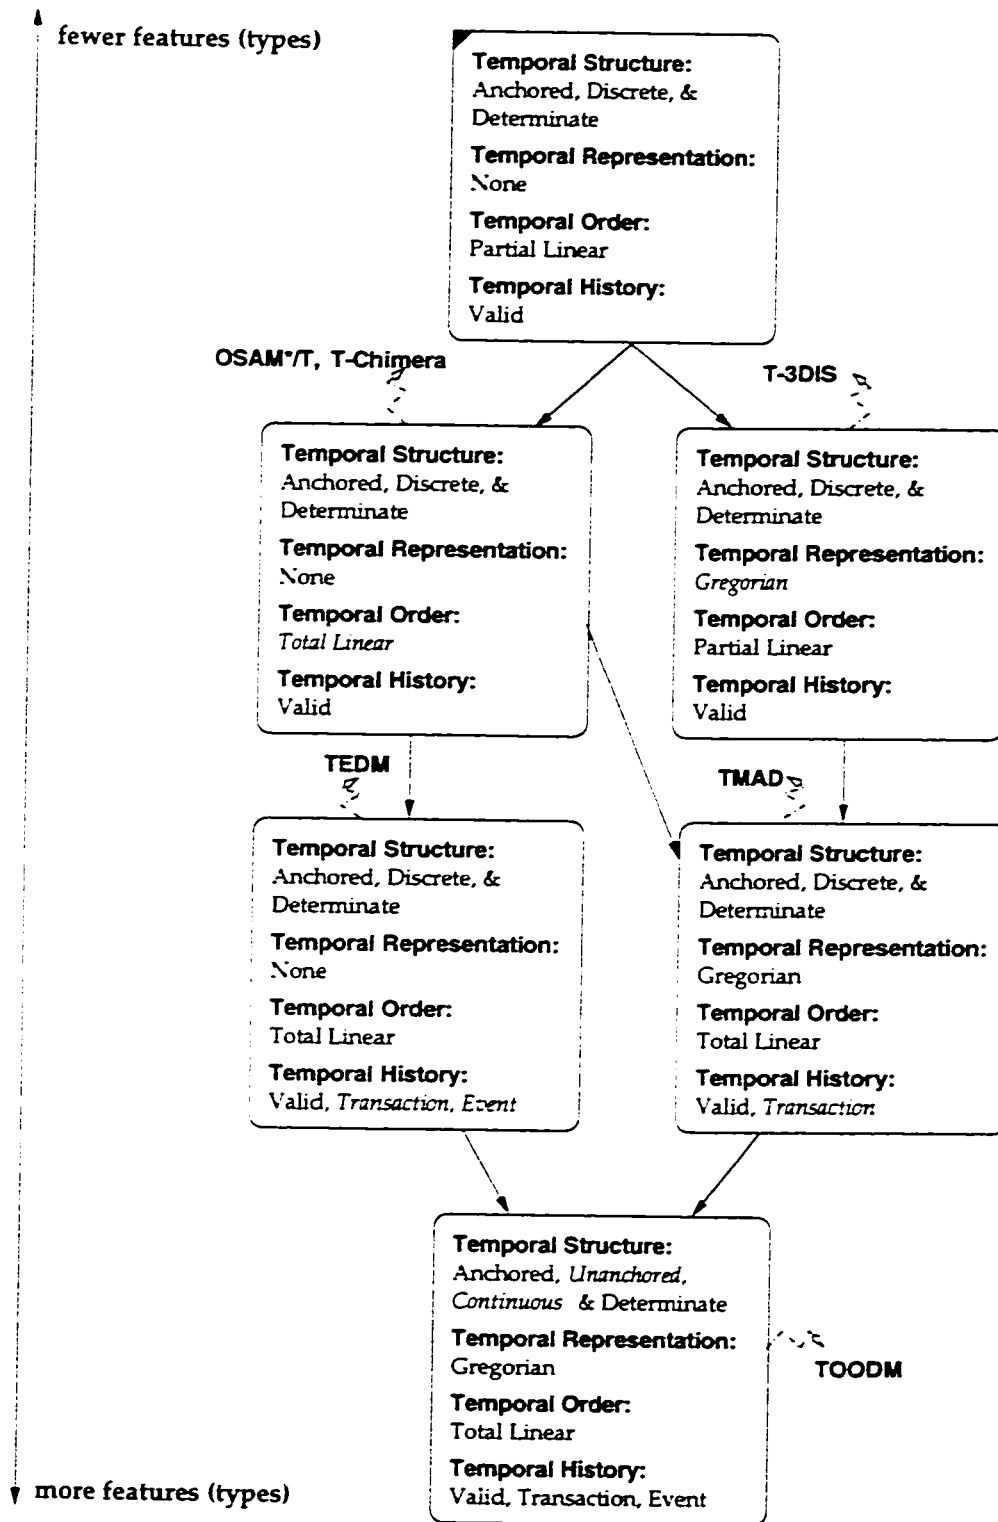 fewer features (types)
Temporal Structure:
Anchored, Discrete, &
Determinate
Temporal Representation:
None
Temporal Order:
Partial Linear
Temporal History:
Valid
OSAM*/T, T-Chimera
T-3DIS
Temporal Structure:
Anchored, Discrete, &
Determinate
Temporal Representation:
None
Temporal Order:
Total Linear
Temporal History:
Valid
Temporal Structure:
Anchored, Discrete, &
Determinate
Temporal Representation:
Gregorian
Temporal Order:
Partial Linear
Temporal History:
Valid
TEDM
TMAD
Temporal Structure:
Anchored, Discrete, &
Determinate
Temporal Representation:
None
Temporal Order:
Total Linear
Temporal History:
Valid, Transaction, Event
Temporal Structure:
Anchored, Discrete, &
Determinate
Temporal Representation:
Gregorian
Temporal Order:
Total Linear
Temporal History:
Valid, Transaction
Temporal Structure:
Anchored, Unanchored,
Continuous & Determinate
Temporal Representation:
Gregorian
Temporal Order:
Total Linear
Temporal History:
Valid, Transaction, Event
TOODM
more features (types)